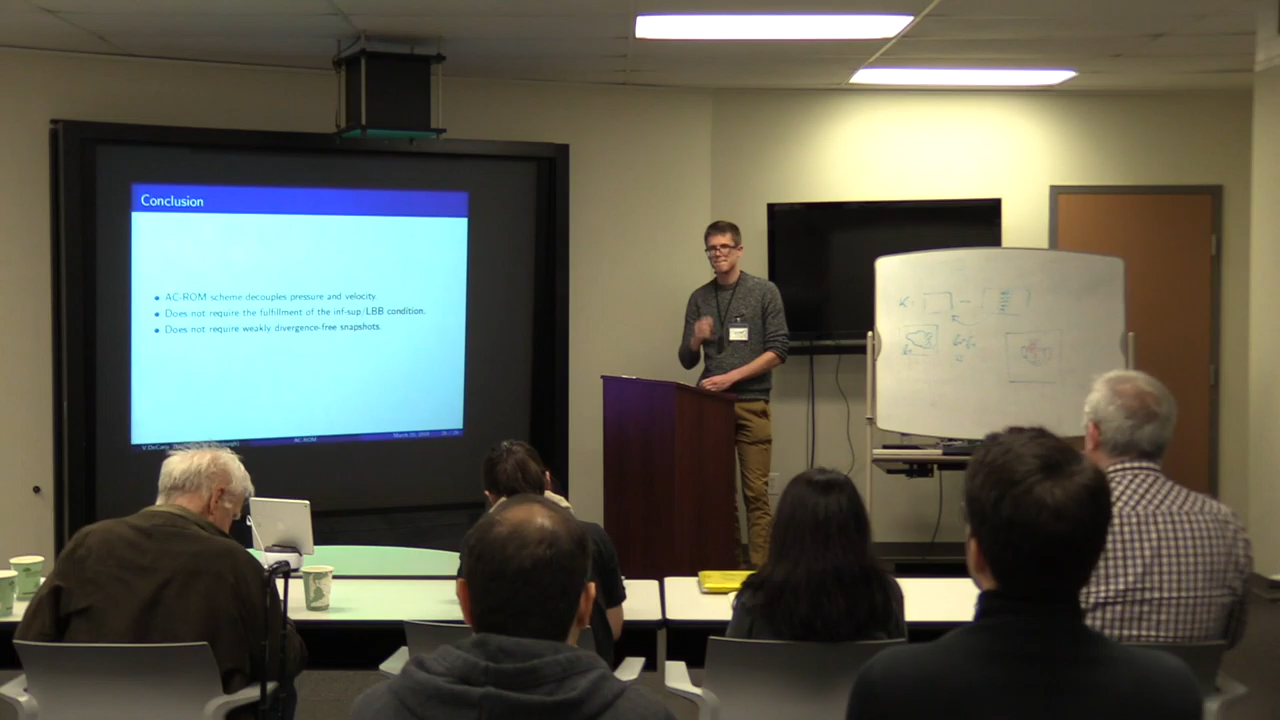 Conclusion
AC-ROM scheme decouples pressure and velocity
Does not require the fulfillment of the inf-sup/LBB condition.
Does not require weakly divergence-free snapshots.
AC-ROM